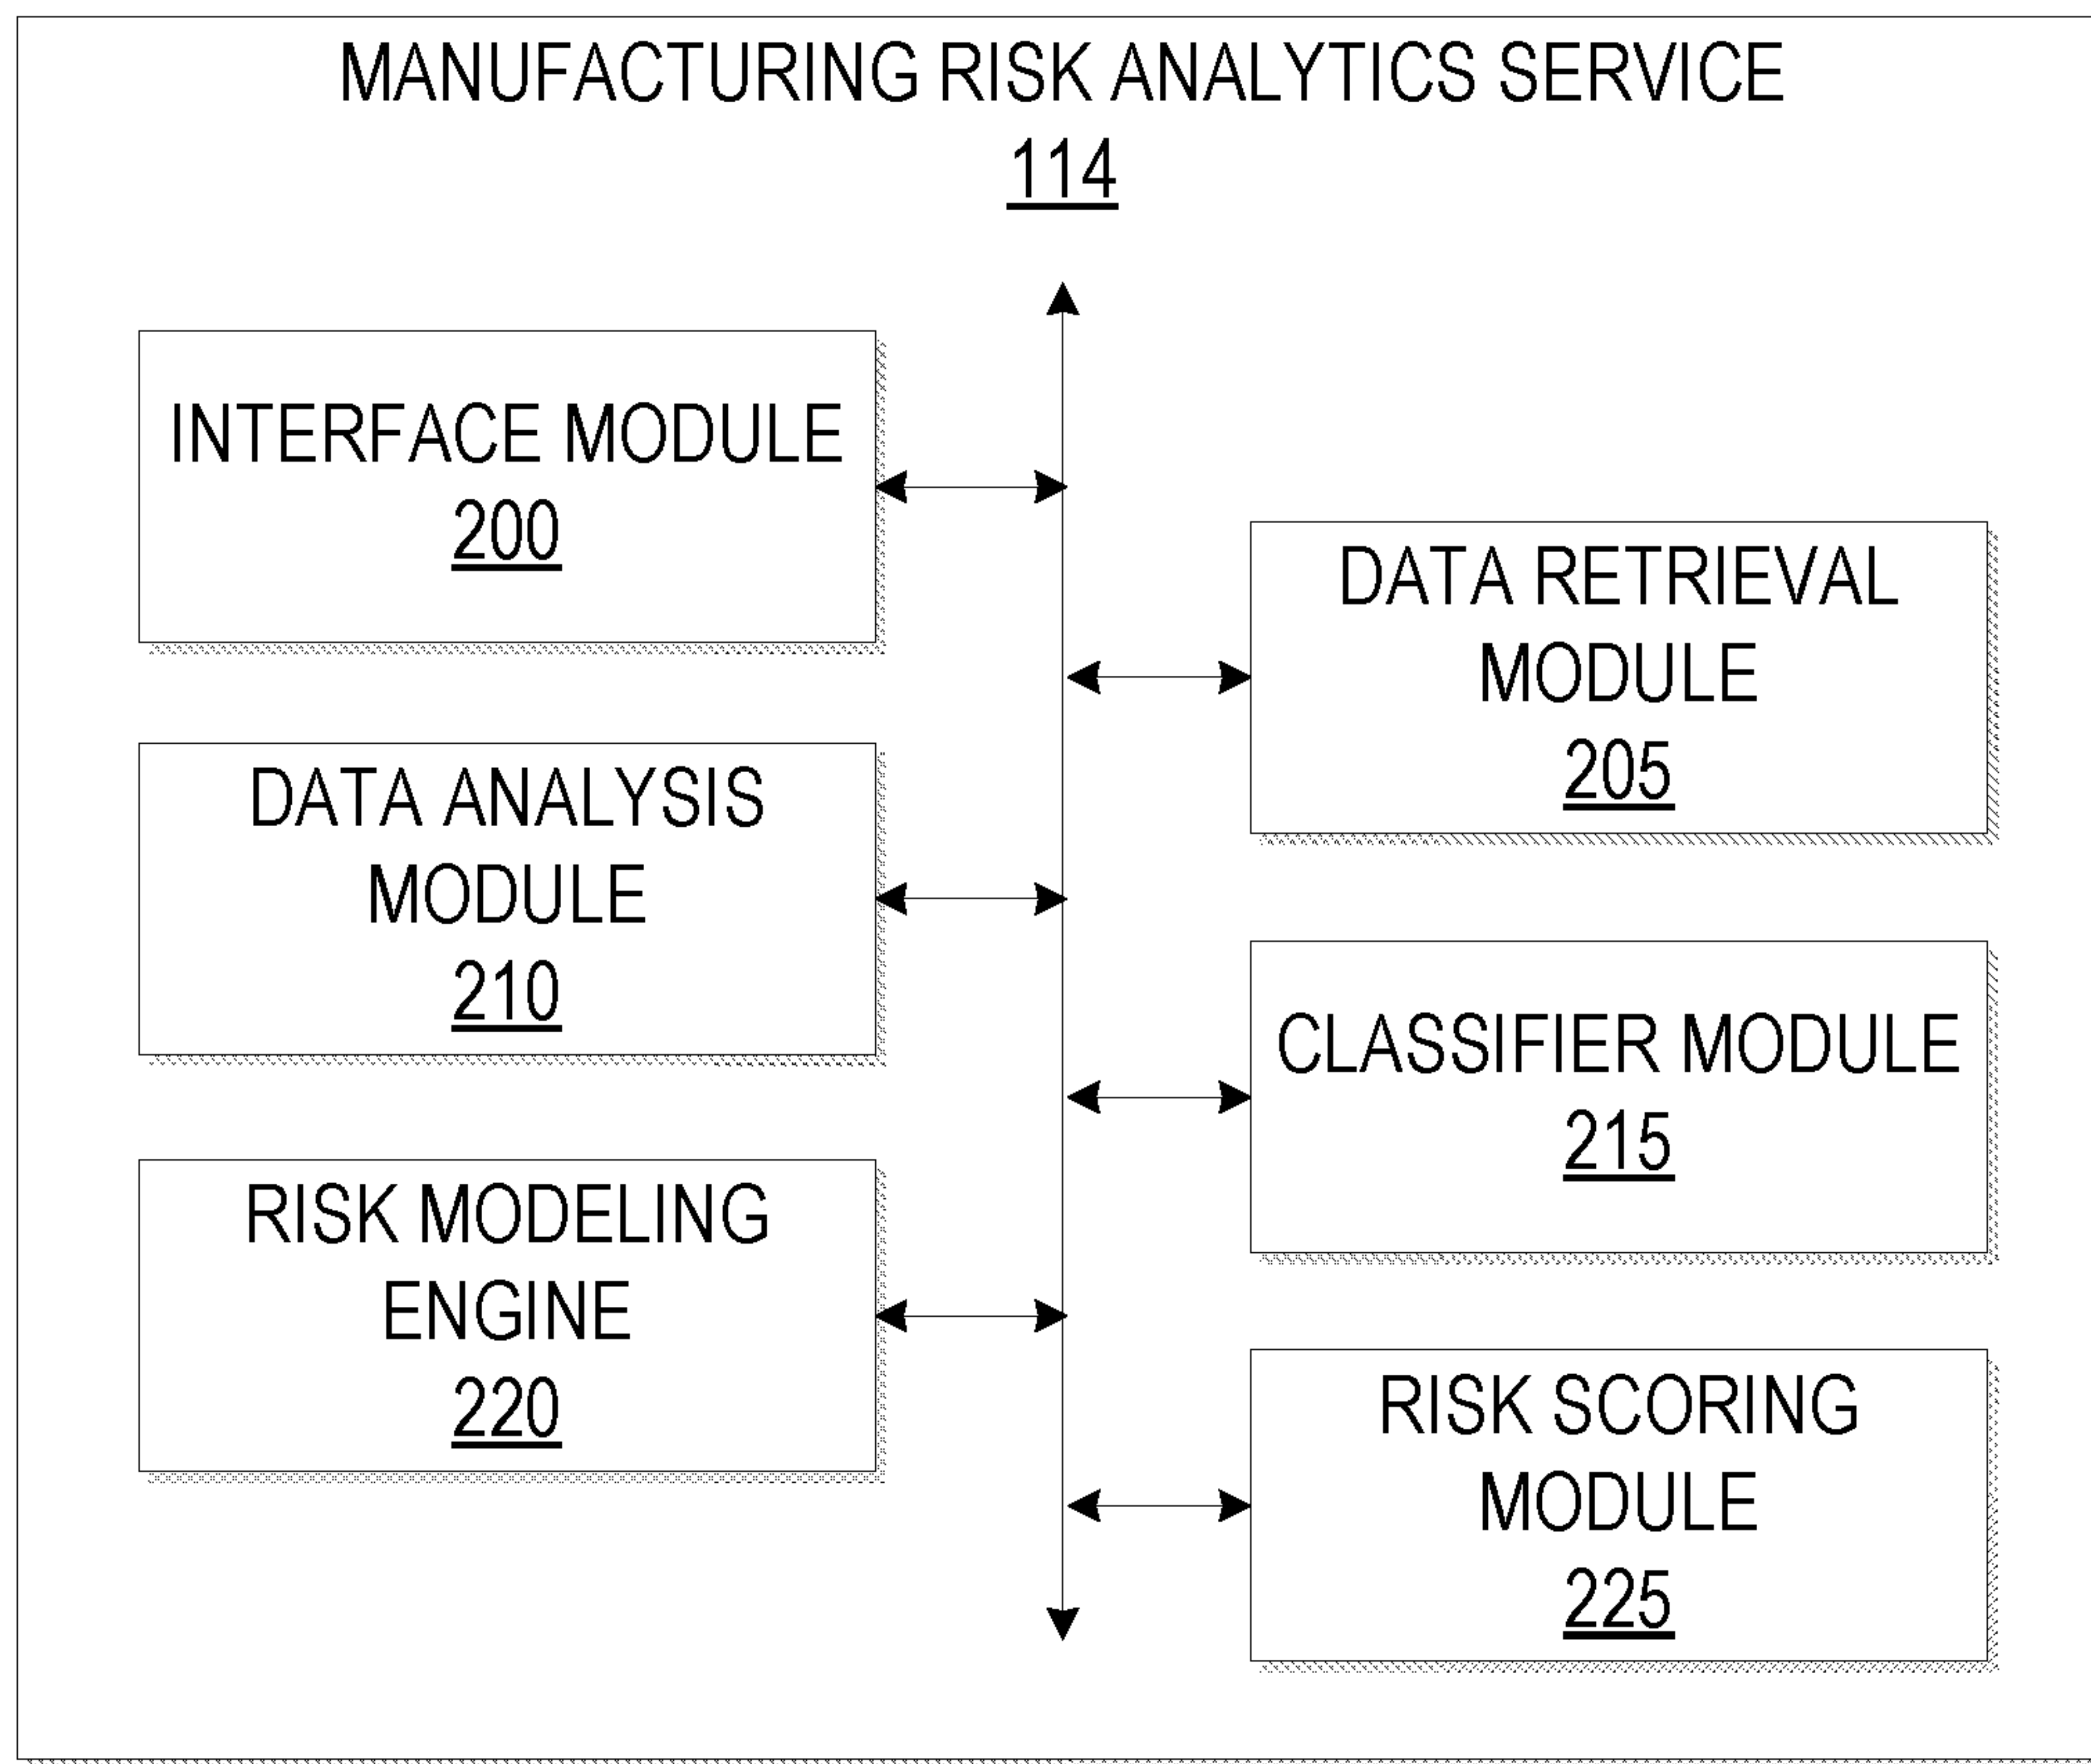 MANUFACTURING RISK ANALYTICS SERVICE
114
INTERFACE MODULE
200
DATA RETRIEVAL
MODULE
205
DATA ANALYSIS
MODULE
210
CLASSIFIER MODULE
215
RISK MODELING
ENGINE
220
RISK SCORING
MODULE
225